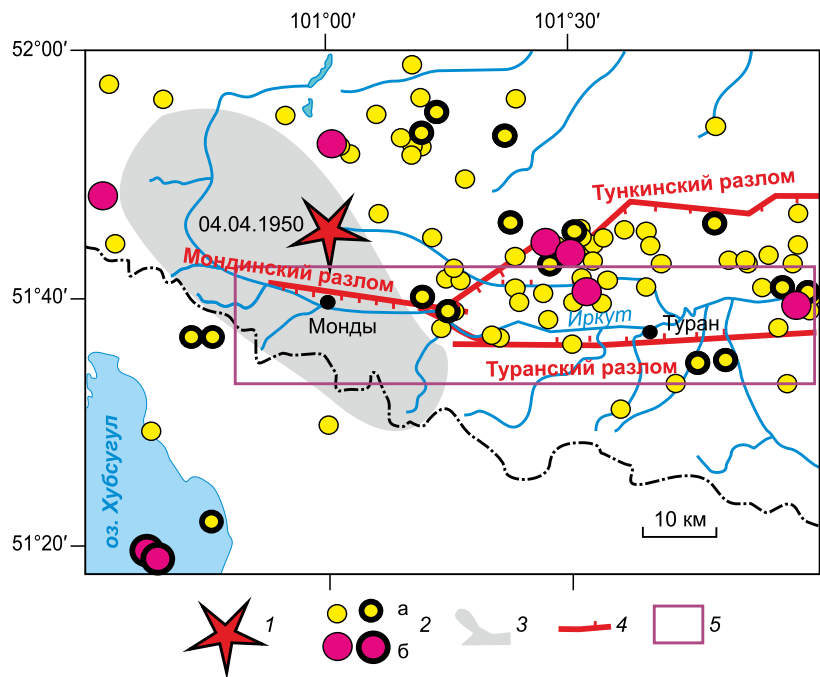 101°00′ 101°30′
52°00′
Тункинский разлом
04.04.1950
Мондинский разлом
51°40′
Монды
Иркут
Туран
Туранский разлом
оз. Хубсугул
10 км
51°20′
1 а 2 3 4 5
б